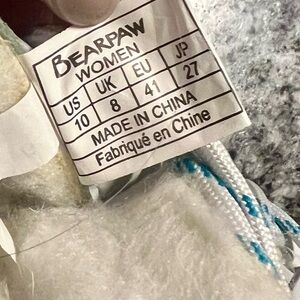 BEARPAW
WOMEN
US UK EU JP
10 8 41 27
MADE IN CHINA
Fabriqué en Chine